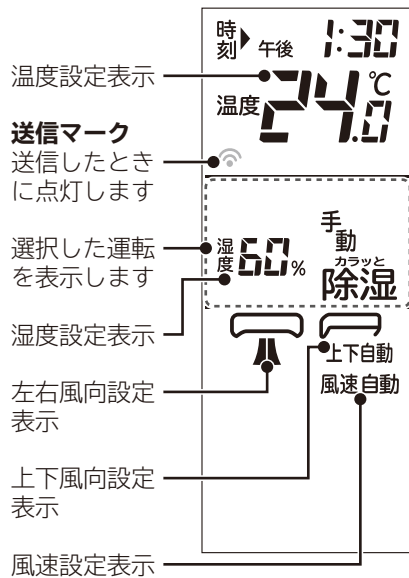 時刻 午後 1:30
温度設定表示
温度 24.0 ℃
送信マーク
送信したとき
に点灯します
選択した運転
を表示します
湿度 60%
手動
カラッと
除湿
湿度設定表示
左右風向設定
表示
上下自動
風速自動
上下風向設定
表示
風速設定表示